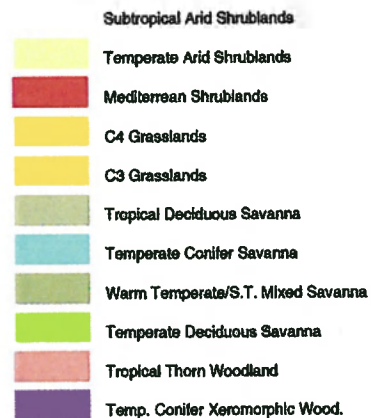 Subtropical Arid Shrublands
Temperate Arid Shrublands
Mediterrean Shrublands
C4 Grasslands
C3 Grasslands
Tropical Deciduous Savanna
Temperate Conifer Savanna
Warm Temperate/S.T. Mixed Savanna
Temperate Deciduous Savanna
Tropical Thorn Woodland
Temp. Conifer Xeromorphic Wood.